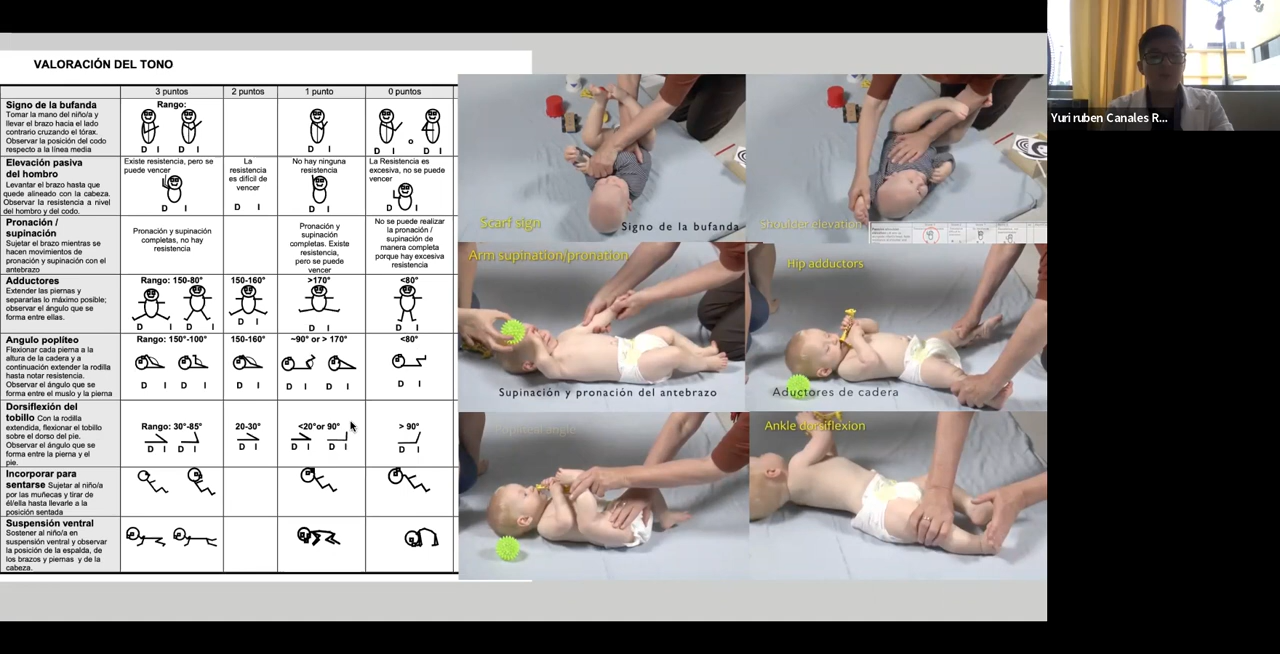 VALORACIÓN DEL TONO
3 puntos
2 puntos
1 punto
0 puntos
Signo de la bufanda
Tomar la mano del niño/a y
llevar el brazo hacia el lado
contrario cruzando el tórax.
Observar la posición del codo
respecto a la línea media
Rango:
D I D I
D I
D I o D I
Elevación pasiva
del hombro
Levantar el brazo hasta que
quede alineado con la cabeza.
Observar la resistencia a nivel
del hombro y del codo.
Existe resistencia, pero se
puede vencer
D I
La
resistencia
es difícil de
vencer
D I
No hay ninguna
resistencia
D I
La Resistencia es
excesiva, no se puede
vencer
D I
Pronación /
supinación
Sujetar el brazo mientras se
hacen movimientos de
pronación y supinación con el
antebrazo
Pronación y supinación
completas, no hay
resistencia
Pronación y
supinación
completas. Existe
resistencia,
pero se puede
vencer
No se puede realizar
la pronación /
supinación de
manera completa
porque hay excesiva
resistencia
Adductores
Extender las piernas y
separarlas lo máximo posible;
observar el ángulo que se
forma entre ellas.
Rango: 150-80°
D I D I
150-160°
D I
>170°
D I
<80°
D I
Angulo poplíteo
Flexionar cada pierna a la
altura de la cadera y a
continuación extender la rodilla
hasta notar resistencia.
Observar el ángulo que se
forma entre el muslo y la pierna
Rango: 150°-100°
D I D I
150-160°
D I
~90° or > 170°
D I D I
<80°
D I
Dorsiflexión del
tobillo Con la rodilla
extendida, flexionar el tobillo
sobre el dorso del pie.
Observar el ángulo que se
forma entre la pierna y el
pie.
Rango: 30°-85°
D I D I
20-30°
D I
<20°or 90°
D I D I
> 90°
D I
Incorporar para
sentarse Sujetar al niño/a
por las muñecas y tirar de
él/ella hasta llevarle a la
posición sentada
Suspensión ventral
Sostener al niño/a en
suspensión ventral y observar
la posición de la espalda, de
los brazos y piernas y de la
cabeza.
Scarf sign
Signo de la bufanda
Shoulder elevation
Arm supination/pronation
Supinación y pronación del antebrazo
Hip adductors
Aductores de cadera
Popliteal angle
Ankle dorsiflexion
Yuri ruben Canales R...